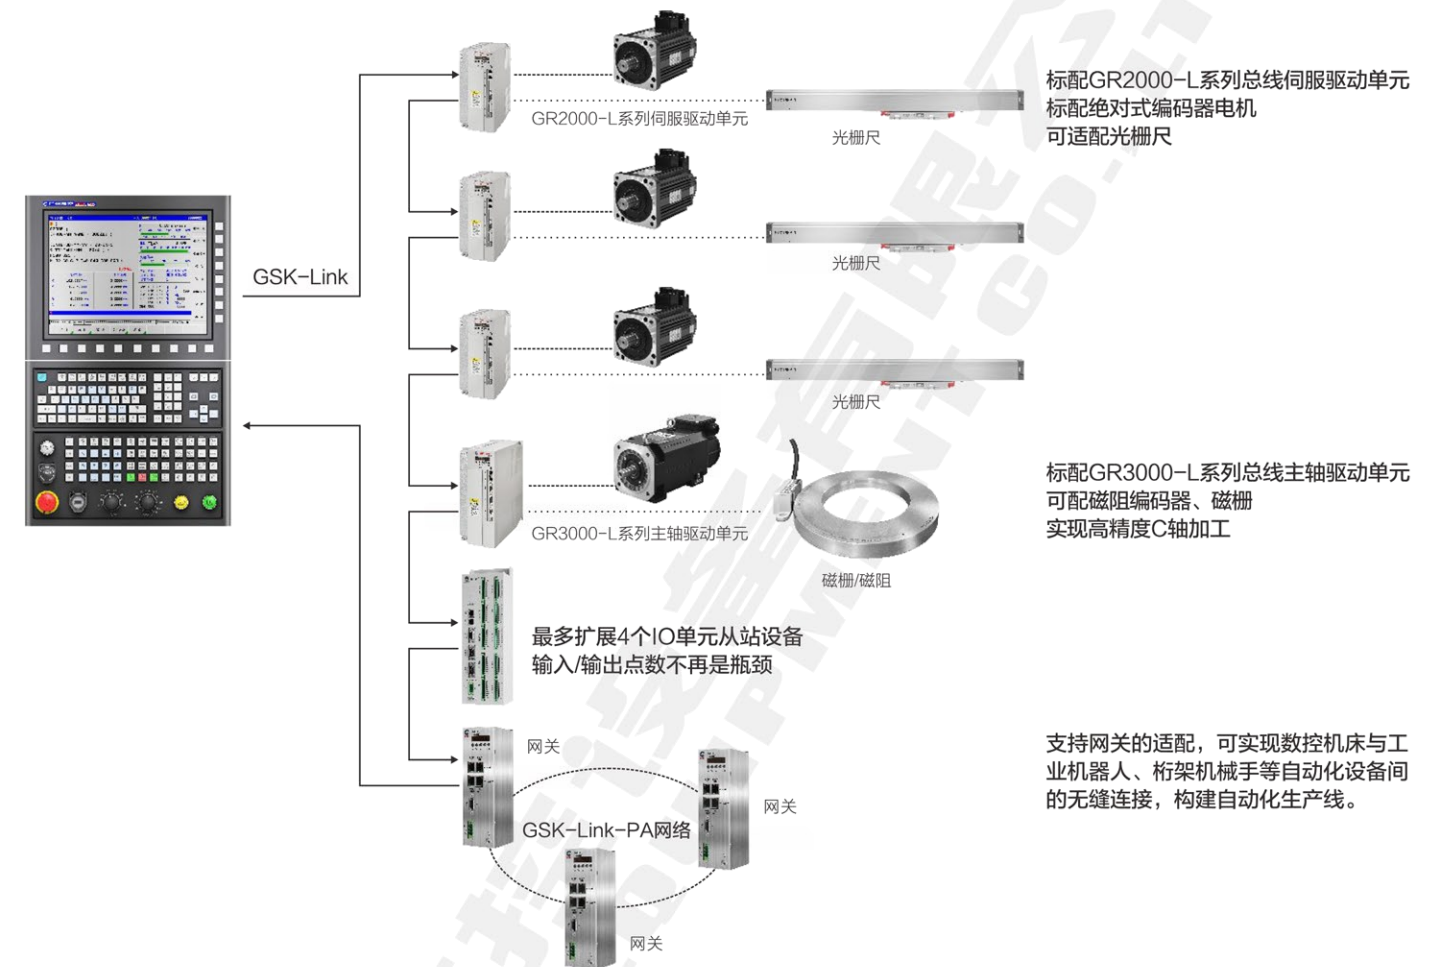 标配GR2000-L系列总线伺服驱动单元
标配绝对式编码器电机
可适配光栅尺
GR2000-L系列伺服驱动单元
光栅尺
光栅尺
GSK-Link
光栅尺
标配GR3000-L系列总线主轴驱动单元
可配磁阻编码器、磁栅
实现高精度C轴加工
GR3000-L系列主轴驱动单元
磁栅/磁阻
最多扩展4个IO单元从站设备
输入/输出点数不再是瓶颈
网关
支持网关的适配，可实现数控机床与工
业机器人、桁架机械手等自动化设备间
的无缝连接，构建自动化生产线。
网关
GSK-Link-PA网络
网关